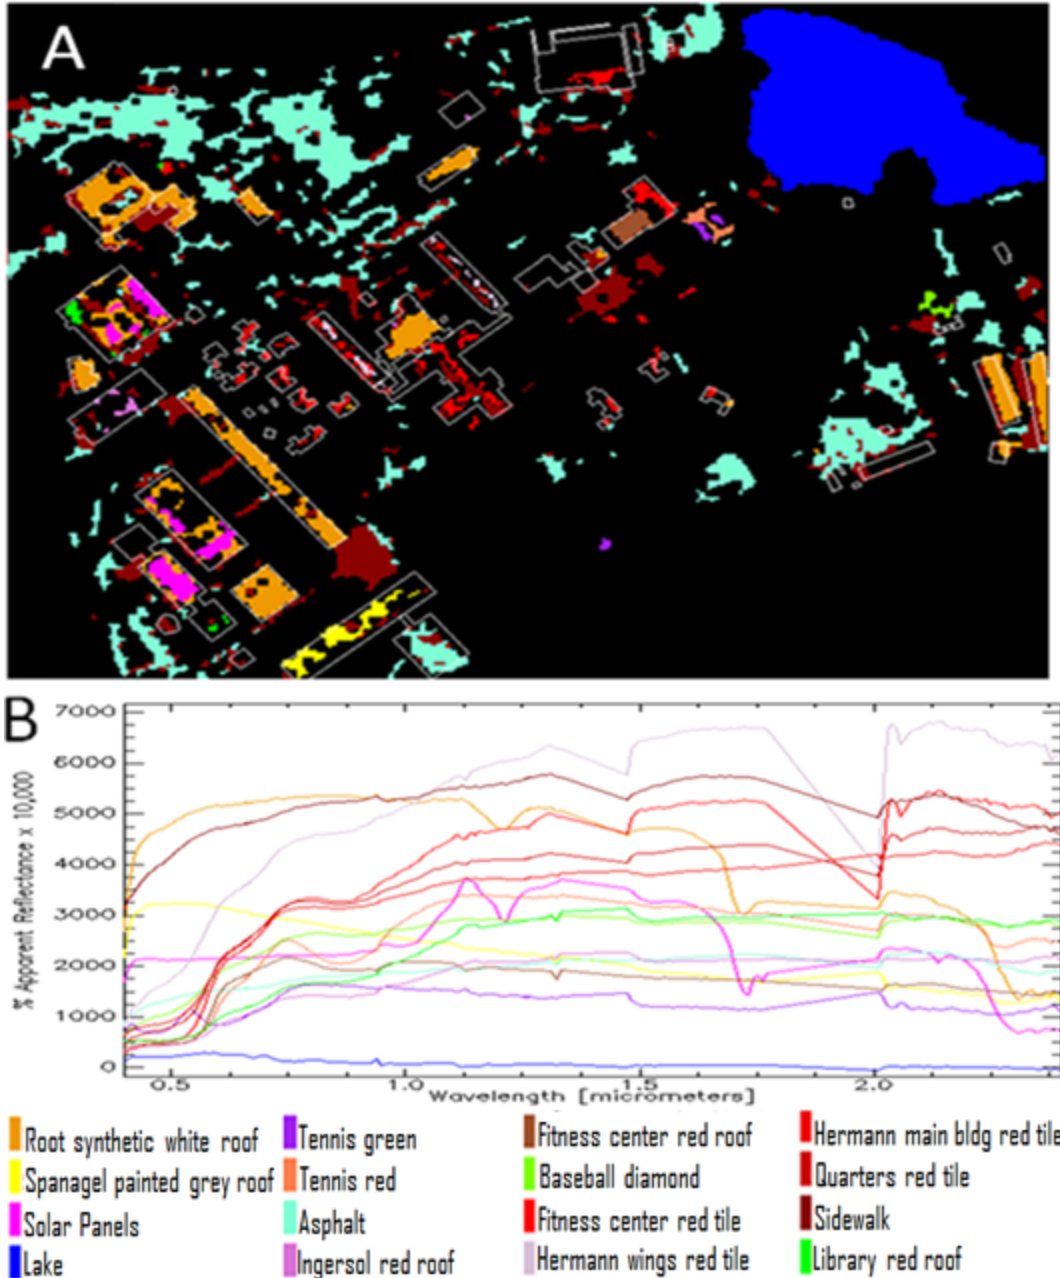 A
B
7000
6000
5000
4000
3000
2000
1000
0
% Apparent Reflectance x 10,000
0.5 1.0 1.5 2.0
Wavelength [micrometers]
Root synthetic white roof Tennis green Fitness center red roof Hermann main bldg red tile
Spanagel painted grey roof Tennis red Baseball diamond Quarters red tile
Solar Panels Asphalt Fitness center red tile Sidewalk
Lake Ingersol red roof Hermann wings red tile Library red roof